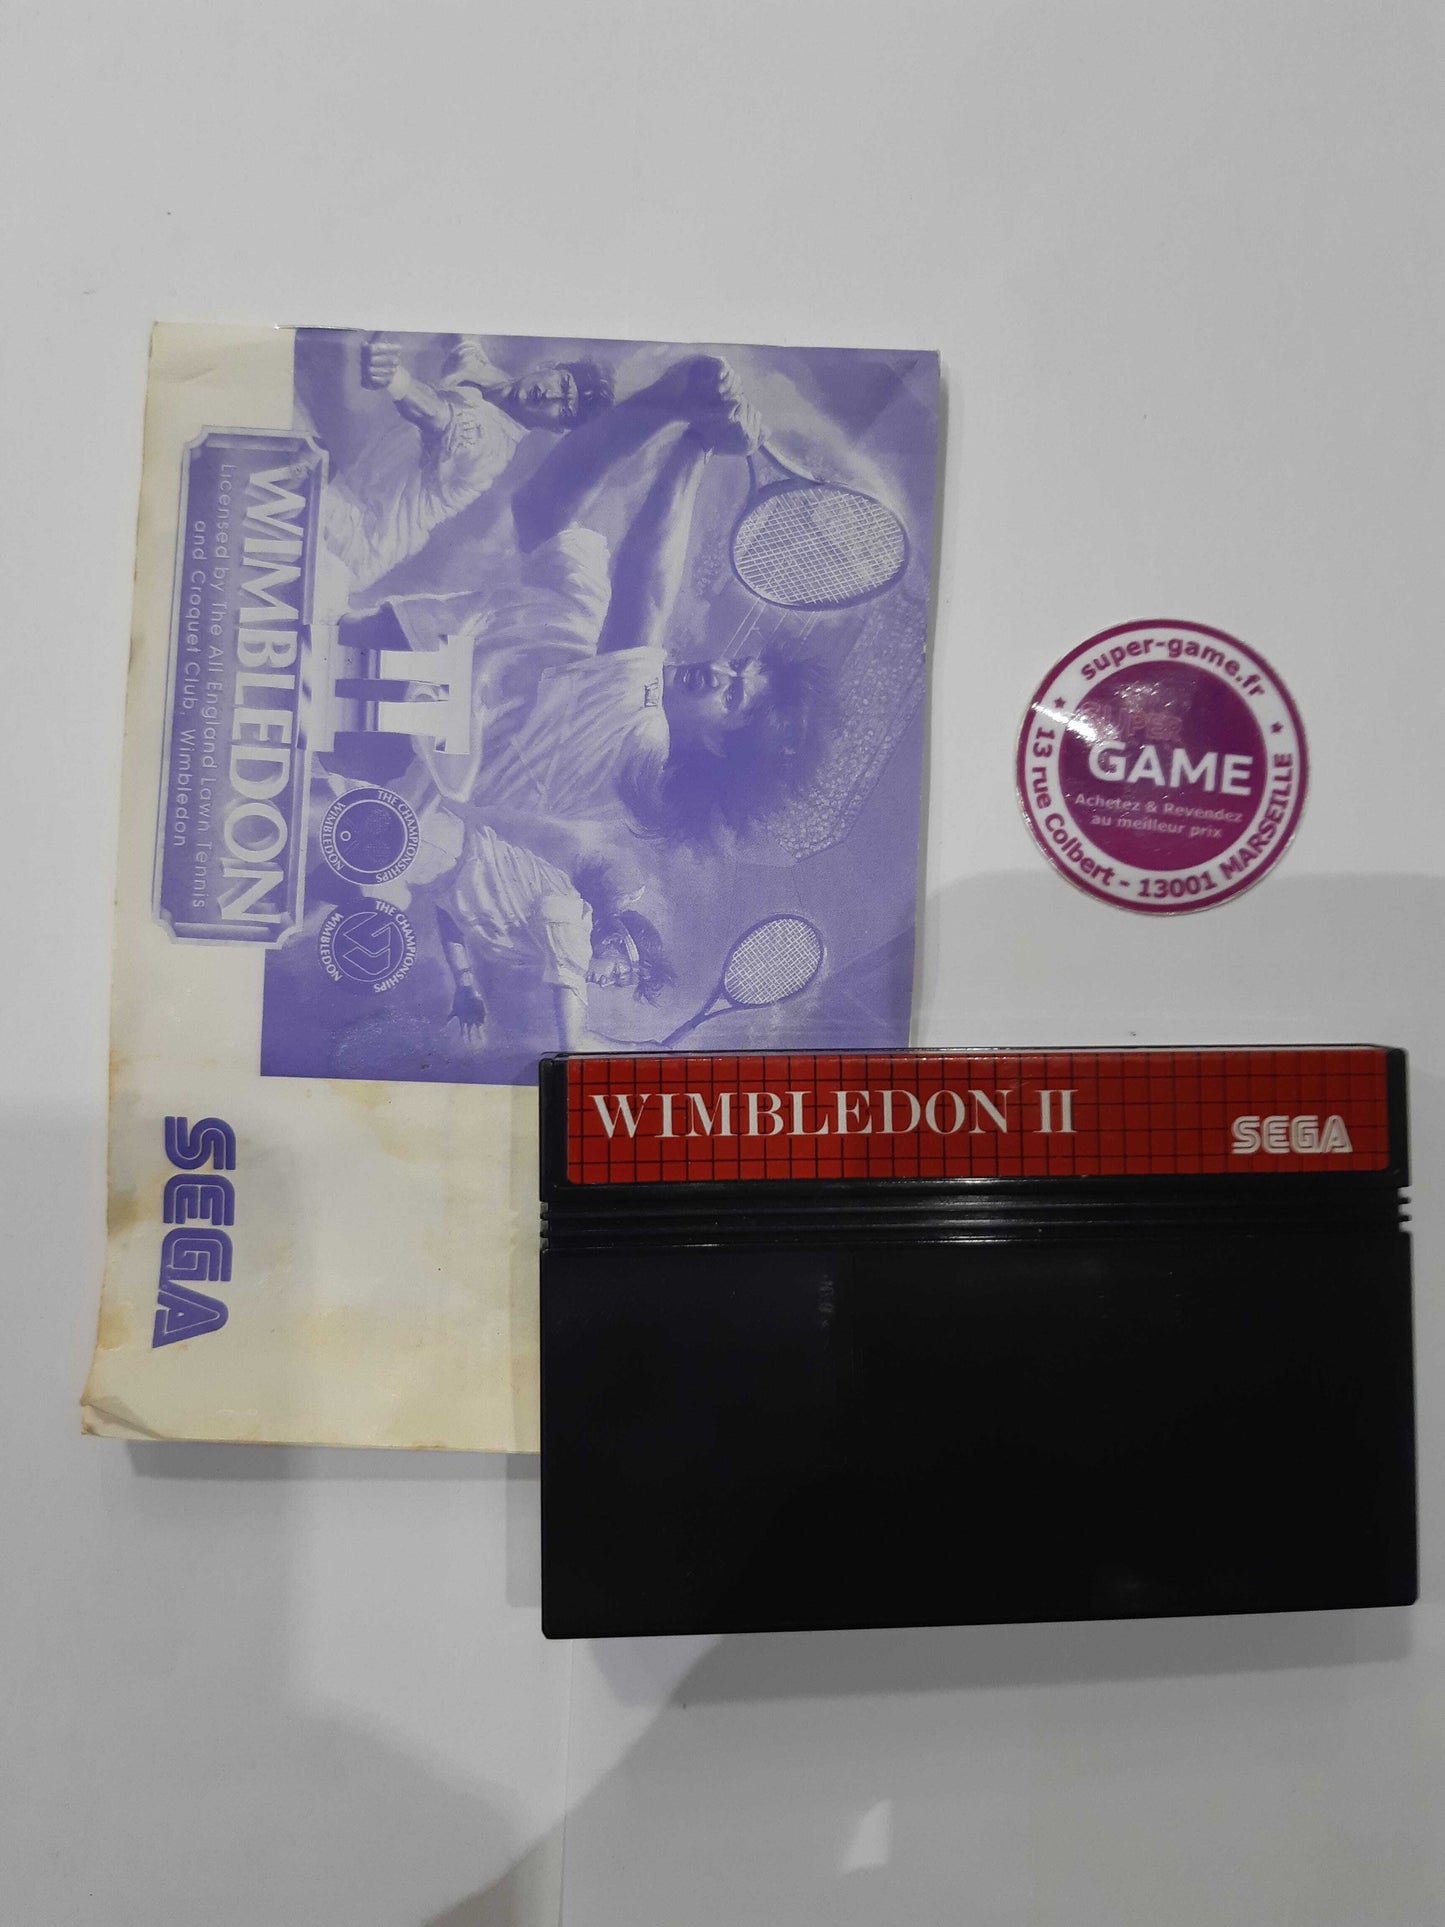 WIMBLEDON
II
Licensed by The All England Lawn Tennis
and Croquet Club, Wimbledon
THE CHAMPIONSHIPS
WIMBLEDON
THE CHAMPIONSHIPS
WIMBLEDON
SEGA
super-game.fr
SUPER
GAME
Achetez & Revendez
au meilleur prix
13 rue Colbert - 13001 MARSEILLE
WIMBLEDON II
SEGA